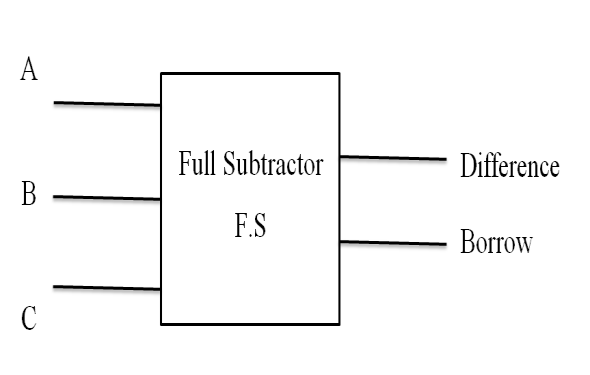 A
B
C
Full Subtractor
F.S
Difference
Borrow